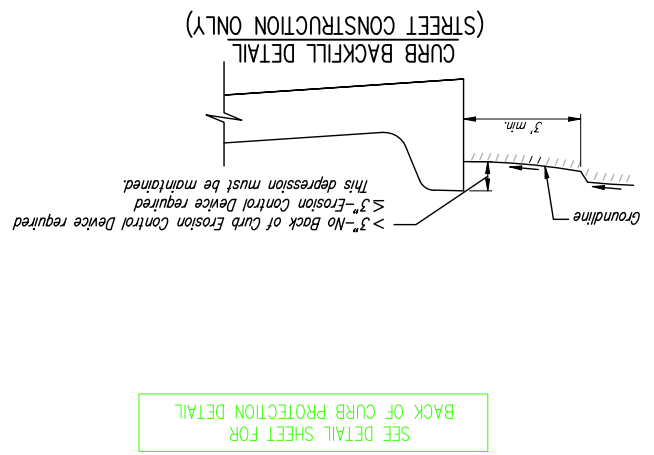 SEE DETAIL SHEET FOR
BACK OF CURB PROTECTION DETAIL
Groundline
> 3"-No Back of Curb Erosion Control Device required
≤ 3"-Erosion Control Device required
This depression must be maintained.
3' min.
CURB BACKFILL DETAIL
(STREET CONSTRUCTION ONLY)